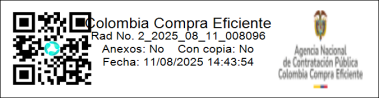 Colombia Compra Eficiente
Rad No. 2_2025_08_11_008096
Anexos: No Con copia: No
Fecha: 11/08/2025 14:43:54
Agencia Nacional
de Contratación Pública
Colombia Compra Eficiente